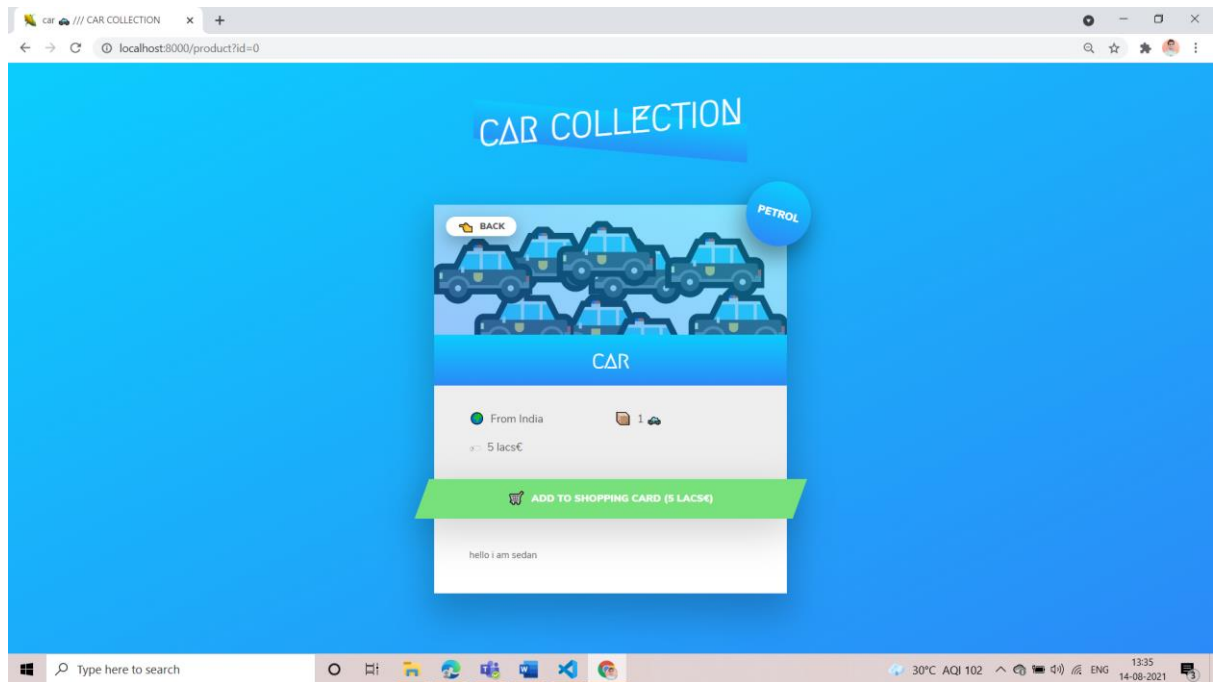 car /// CAR COLLECTION
localhost:8000/product?id=0
CAR COLLECTION
PETROL
BACK
CAR
From India
1
5 lacs€
ADD TO SHOPPING CARD (5 LACS€)
hello i am sedan
Type here to search
30°C AQI 102
ENG
13:35
14-08-2021
3